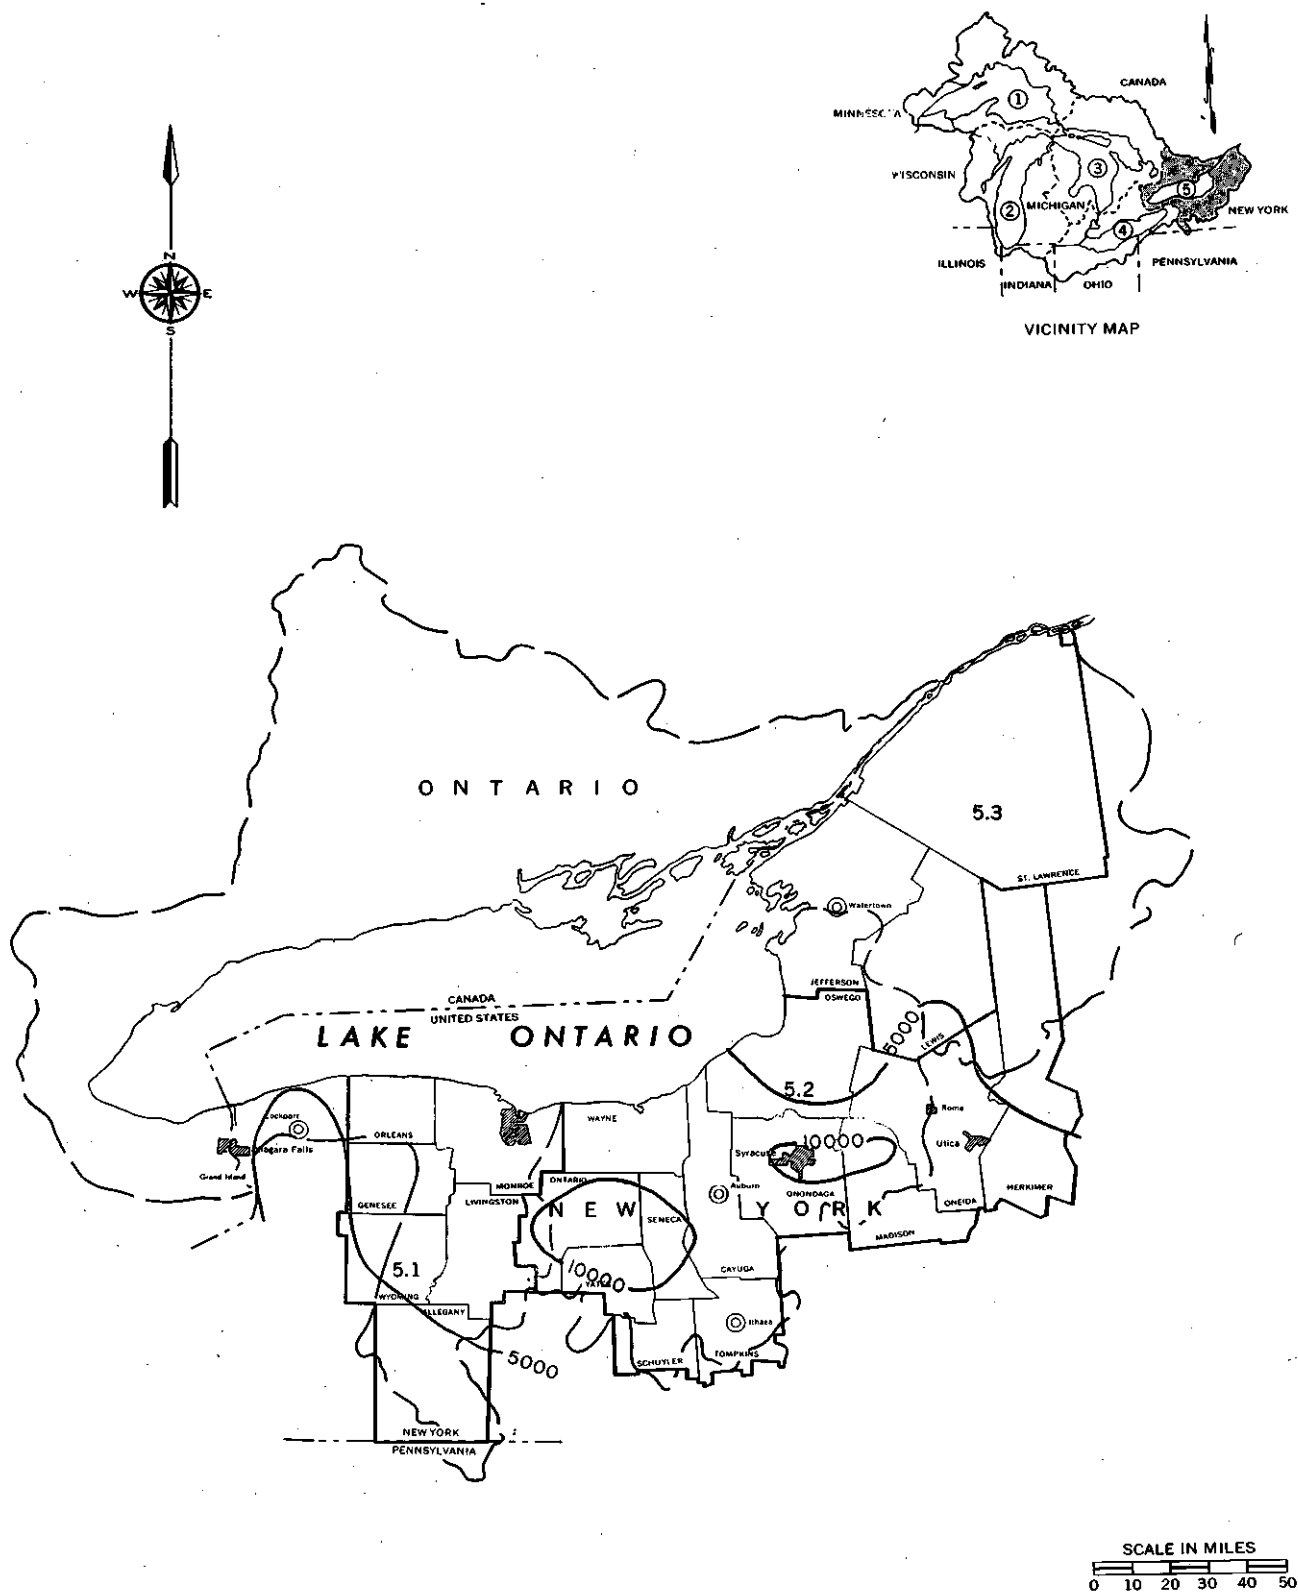 CANADA
MINNESOTA
WISCONSIN
MICHIGAN
NEW YORK
ILLINOIS
INDIANA
OHIO
PENNSYLVANIA
1
2
3
4
5
VICINITY MAP
N
W E
S
ONTARIO
5.3
ST. LAWRENCE
Watertown
JEFFERSON
OSWEGO
CANADA
UNITED STATES
LAKE ONTARIO
5000
LEWIS
5.2
Lockport
Niagara Falls
Grand Island
ORLEANS
WAYNE
Rome
Utica
10000
Syracuse
GENESEE
MONROE
LIVINGSTON
ONTARIO
Auburn
ONONDAGA
ONEIDA
HERKIMER
NEW YORK
SENECA
MADISON
5.1
WYOMING
10000
YATES
CAYUGA
ALLEGANY
Ithaca
5000
SCHUYLER
TOMPKINS
NEW YORK
PENNSYLVANIA
SCALE IN MILES
0 10 20 30 40 50